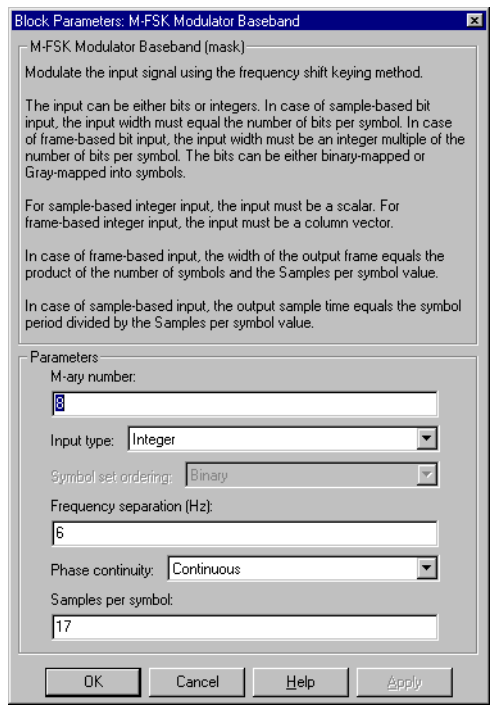 Block Parameters: M-FSK Modulator Baseband
M-FSK Modulator Baseband (mask)
Modulate the input signal using the frequency shift keying method.
The input can be either bits or integers. In case of sample-based bit
input, the input width must equal the number of bits per symbol. In case
of frame-based bit input, the input width must be an integer multiple of the
number of bits per symbol. The bits can be either binary-mapped or
Gray-mapped into symbols.
For sample-based integer input, the input must be a scalar. For
frame-based integer input, the input must be a column vector.
In case of frame-based input, the width of the output frame equals the
product of the number of symbols and the Samples per symbol value.
In case of sample-based input, the output sample time equals the symbol
period divided by the Samples per symbol value.
Parameters
M-ary number:
8
Input type: Integer
Symbol set ordering: Binary
Frequency separation (Hz):
6
Phase continuity: Continuous
Samples per symbol:
17
OK Cancel Help Apply